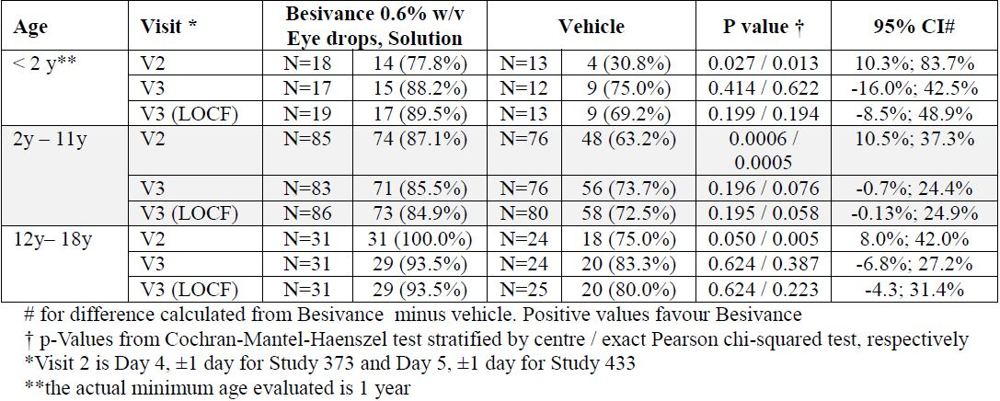 Age Visit * Besivance 0.6% w/v Eye drops, Solution Vehicle P value † 95% CI#
< 2 y** V2 N=18 14 (77.8%) N=13 4 (30.8%) 0.027 / 0.013 10.3%; 83.7%
V3 N=17 15 (88.2%) N=12 9 (75.0%) 0.414 / 0.622 -16.0%; 42.5%
V3 (LOCF) N=19 17 (89.5%) N=13 9 (69.2%) 0.199 / 0.194 -8.5%; 48.9%
2y – 11y V2 N=85 74 (87.1%) N=76 48 (63.2%) 0.0006 / 0.0005 10.5%; 37.3%
V3 N=83 71 (85.5%) N=76 56 (73.7%) 0.196 / 0.076 -0.7%; 24.4%
V3 (LOCF) N=86 73 (84.9%) N=80 58 (72.5%) 0.195 / 0.058 -0.13%; 24.9%
12y– 18y V2 N=31 31 (100.0%) N=24 18 (75.0%) 0.050 / 0.005 8.0%; 42.0%
V3 N=31 29 (93.5%) N=24 20 (83.3%) 0.624 / 0.387 -6.8%; 27.2%
V3 (LOCF) N=31 29 (93.5%) N=25 20 (80.0%) 0.624 / 0.223 -4.3; 31.4%
# for difference calculated from Besivance minus vehicle. Positive values favour Besivance
† p-Values from Cochran-Mantel-Haenszel test stratified by centre / exact Pearson chi-squared test, respectively
*Visit 2 is Day 4, ±1 day for Study 373 and Day 5, ±1 day for Study 433
**the actual minimum age evaluated is 1 year